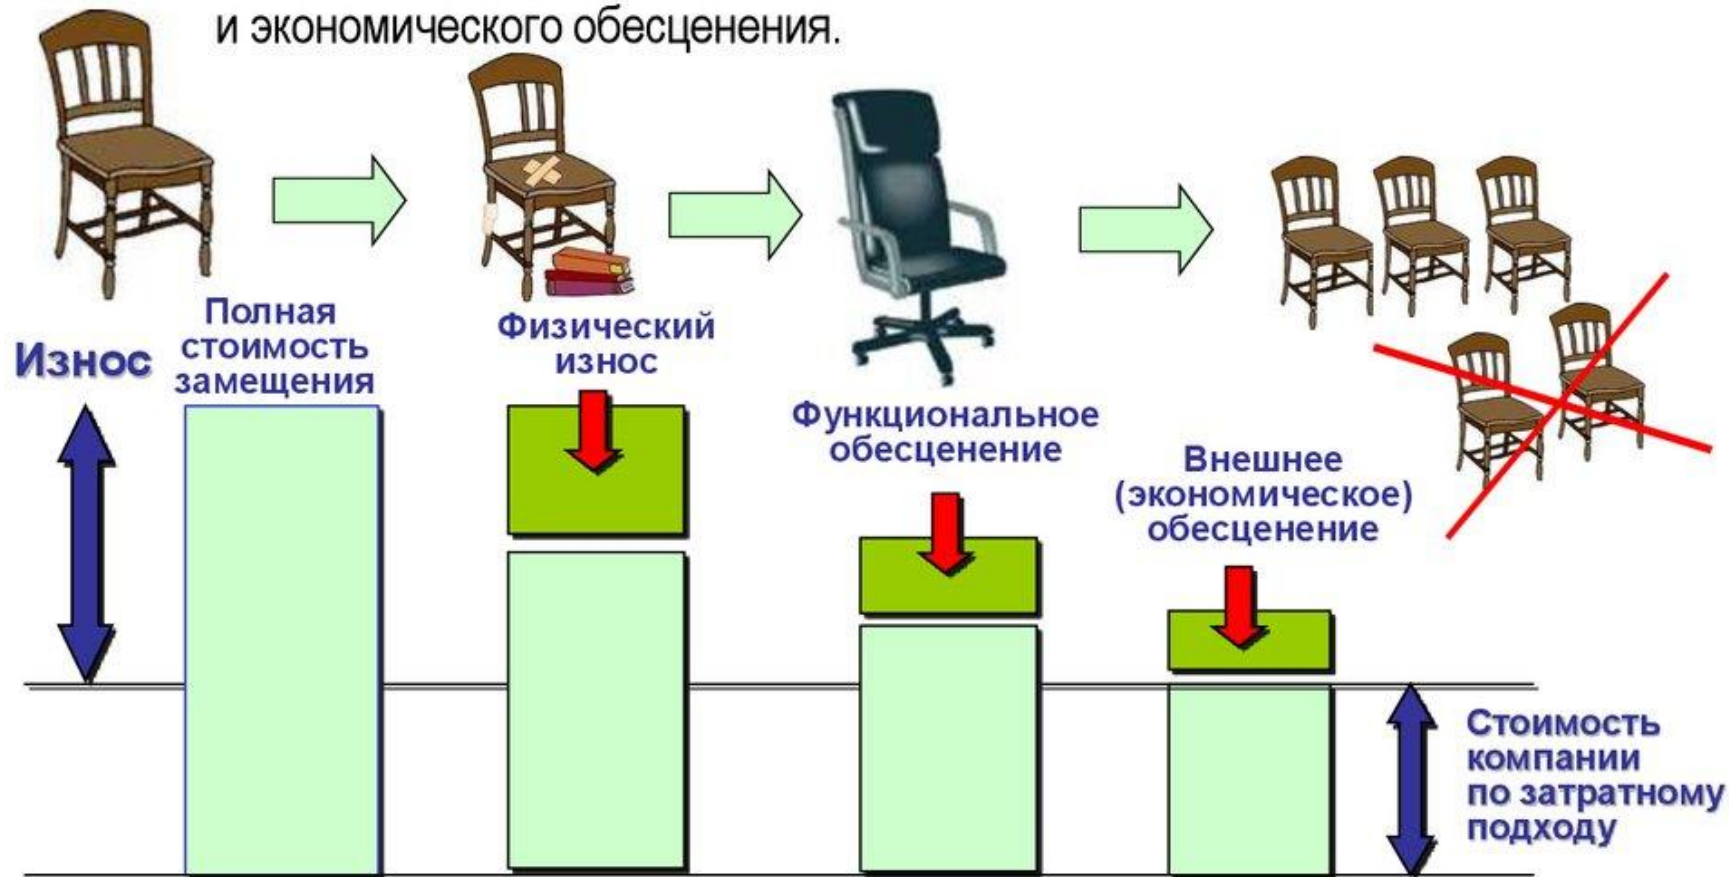 и экономического обесценения.
Износ
Полная
стоимость
замещения
Физический
износ
Функциональное
обесценение
Внешнее
(экономическое)
обесценение
Стоимость
компании
по затратному
подходу